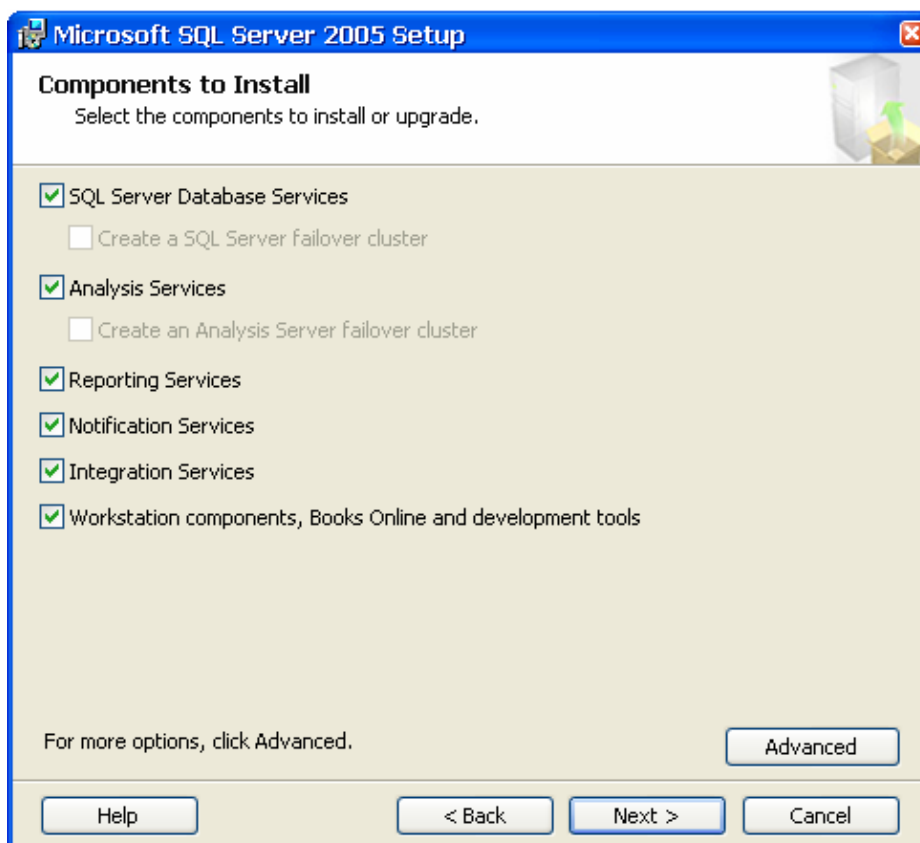 Microsoft SQL Server 2005 Setup
Components to Install
Select the components to install or upgrade.
SQL Server Database Services
Create a SQL Server failover cluster
Analysis Services
Create an Analysis Server failover cluster
Reporting Services
Notification Services
Integration Services
Workstation components, Books Online and development tools
For more options, click Advanced.
Advanced
Help
< Back
Next >
Cancel